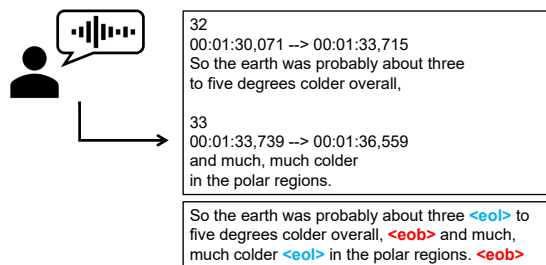 32
00:01:30,071 --> 00:01:33,715
So the earth was probably about three
to five degrees colder overall,
33
00:01:33,739 --> 00:01:36,559
and much, much colder
in the polar regions.
So the earth was probably about three <eol> to
five degrees colder overall, <eob> and much,
much colder <eol> in the polar regions. <eob>